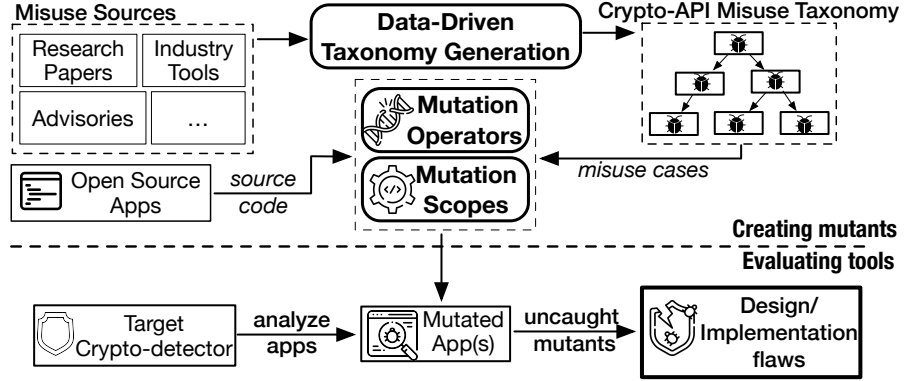 Misuse Sources
Research
Papers
Industry
Tools
Advisories
...
Data-Driven
Taxonomy Generation
Crypto-API Misuse Taxonomy
Mutation
Operators
Mutation
Scopes
Open Source
Apps
source
code
misuse cases
Creating mutants
Evaluating tools
Target
Crypto-detector
analyze
apps
Mutated
App(s)
uncaught
mutants
Design/
Implementation
flaws